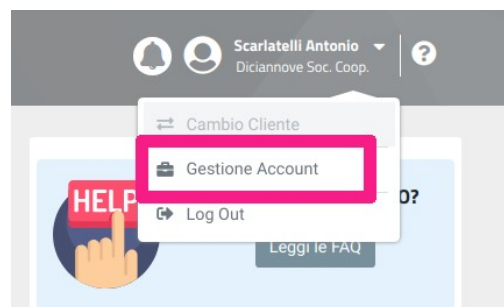 Scarlatelli Antonio
Diciannove Soc. Coop.
?
Cambio Cliente
Gestione Account
O?
HELP
Log Out
Leggi le FAQ